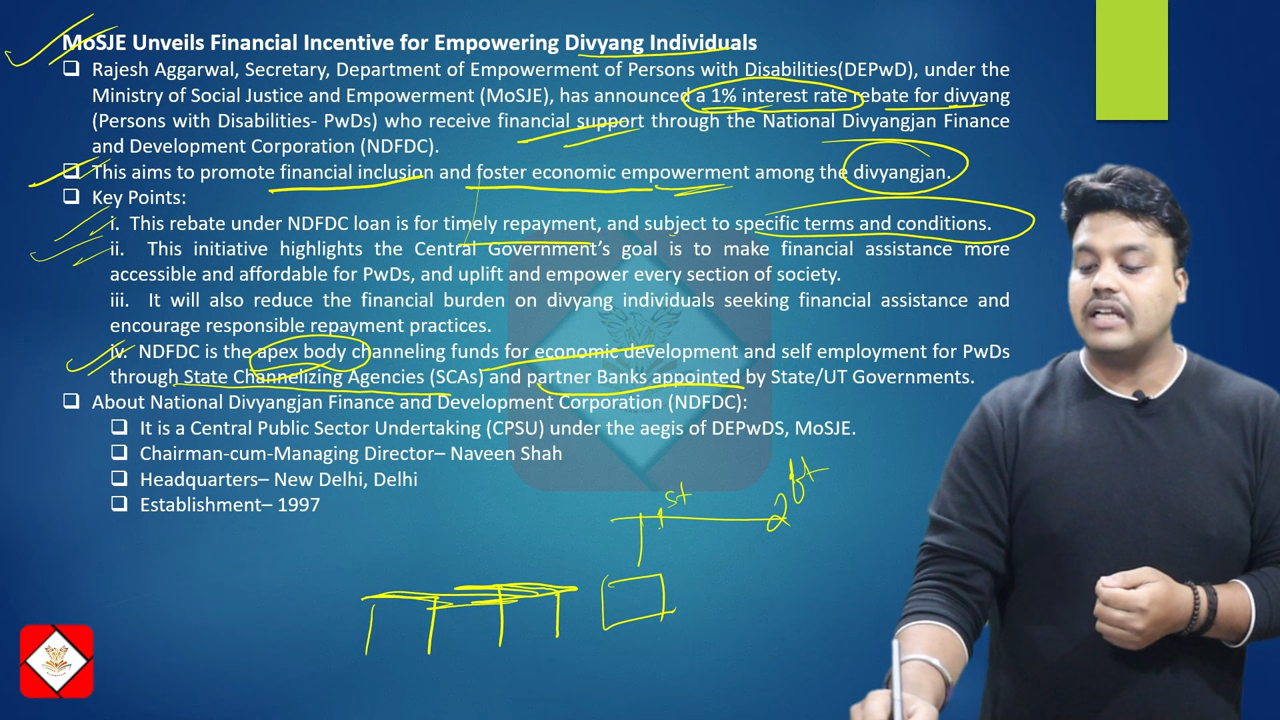 MoSJE Unveils Financial Incentive for Empowering Divyang Individuals
Rajesh Aggarwal, Secretary, Department of Empowerment of Persons with Disabilities(DEPwD), under the
Ministry of Social Justice and Empowerment (MoSJE), has announced a 1% interest rate rebate for divyang
(Persons with Disabilities- PwDs) who receive financial support through the National Divyangjan Finance
and Development Corporation (NDFDC).
This aims to promote financial inclusion and foster economic empowerment among the divyangjan.
Key Points:
i. This rebate under NDFDC loan is for timely repayment, and subject to specific terms and conditions.
ii. This initiative highlights the Central Government’s goal is to make financial assistance more
accessible and affordable for PwDs, and uplift and empower every section of society.
iii. It will also reduce the financial burden on divyang individuals seeking financial assistance and
encourage responsible repayment practices.
iv. NDFDC is the apex body channeling funds for economic development and self employment for PwDs
through State Channelizing Agencies (SCAs) and partner Banks appointed by State/UT Governments.
About National Divyangjan Finance and Development Corporation (NDFDC):
It is a Central Public Sector Undertaking (CPSU) under the aegis of DEPwDS, MoSJE.
Chairman-cum-Managing Director– Naveen Shah
Headquarters– New Delhi, Delhi
Establishment– 1997